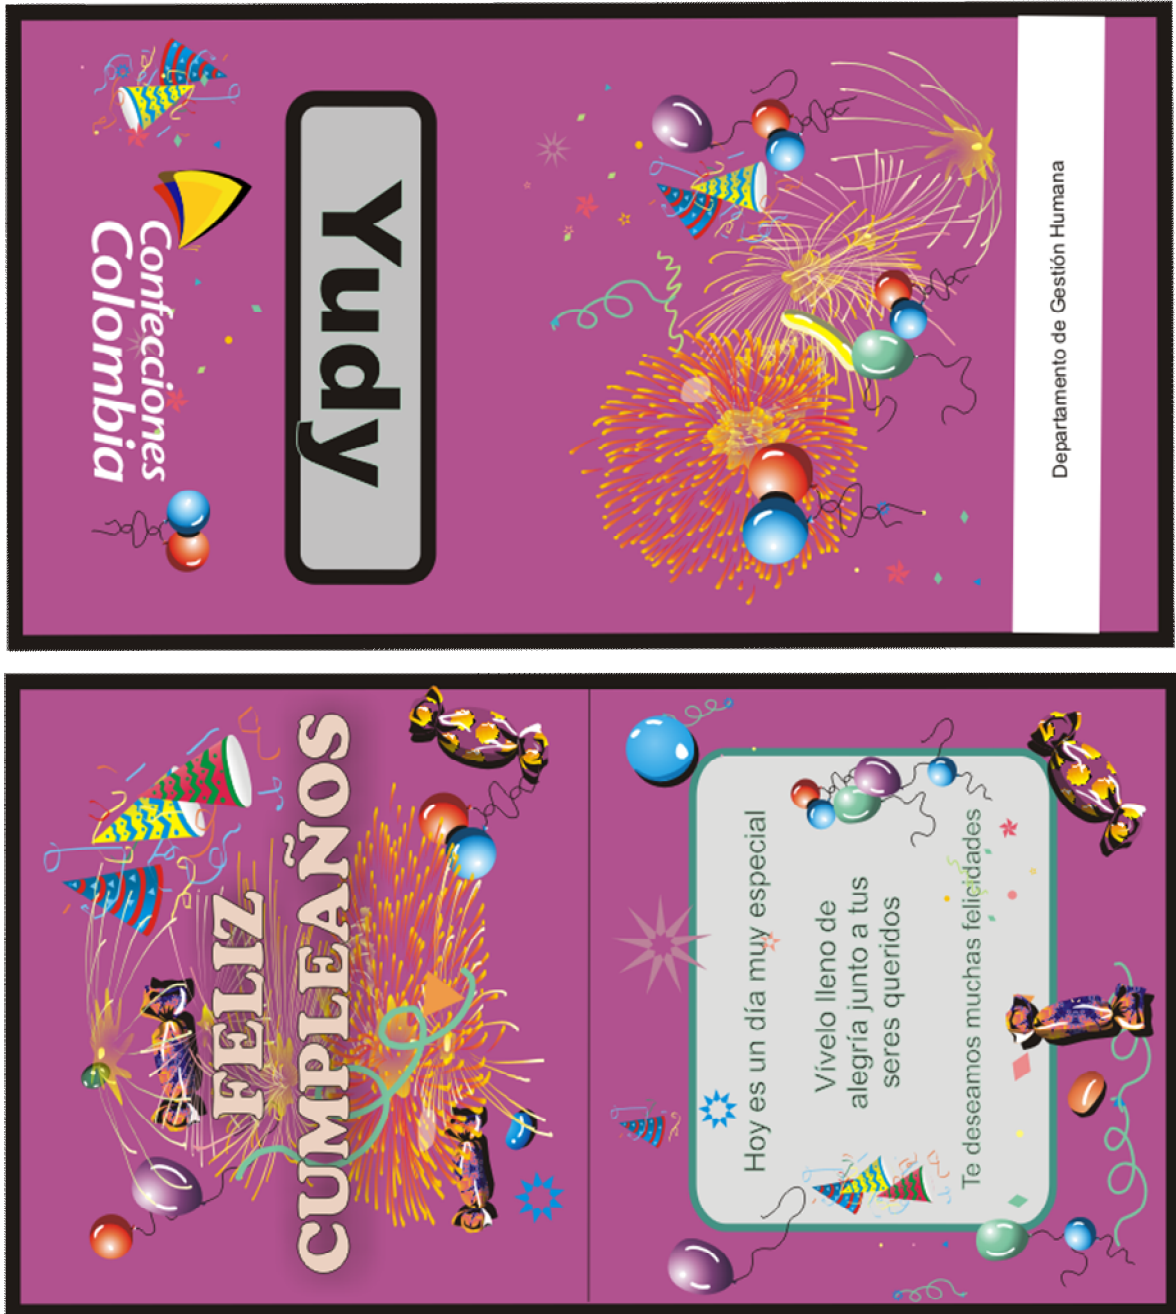 Confecciones
Colombia
Yudy
Departamento de Gestión Humana
FELIZ
CUMPLEAÑOS
Hoy es un día muy especial
Vívelo lleno de
alegría junto a tus
seres queridos
Te deseamos muchas felicidades